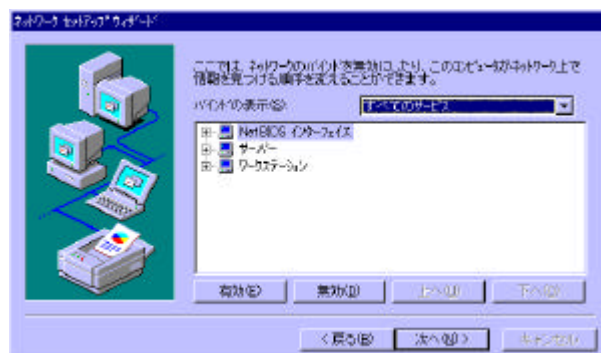 ネットワーク セットアップ ウィザード
ここでは、ネットワークのバインドを無効にしたり、このコンピュータがネットワーク上で
情報を見つける順序を変えることができます。
バインドの表示(S):
すべてのサービス
NetBIOS インターフェイス
サーバー
ワークステーション
有効(E)
無効(D)
上へ(U)
下へ(O)
< 戻る(B)
次へ(N) >
キャンセル